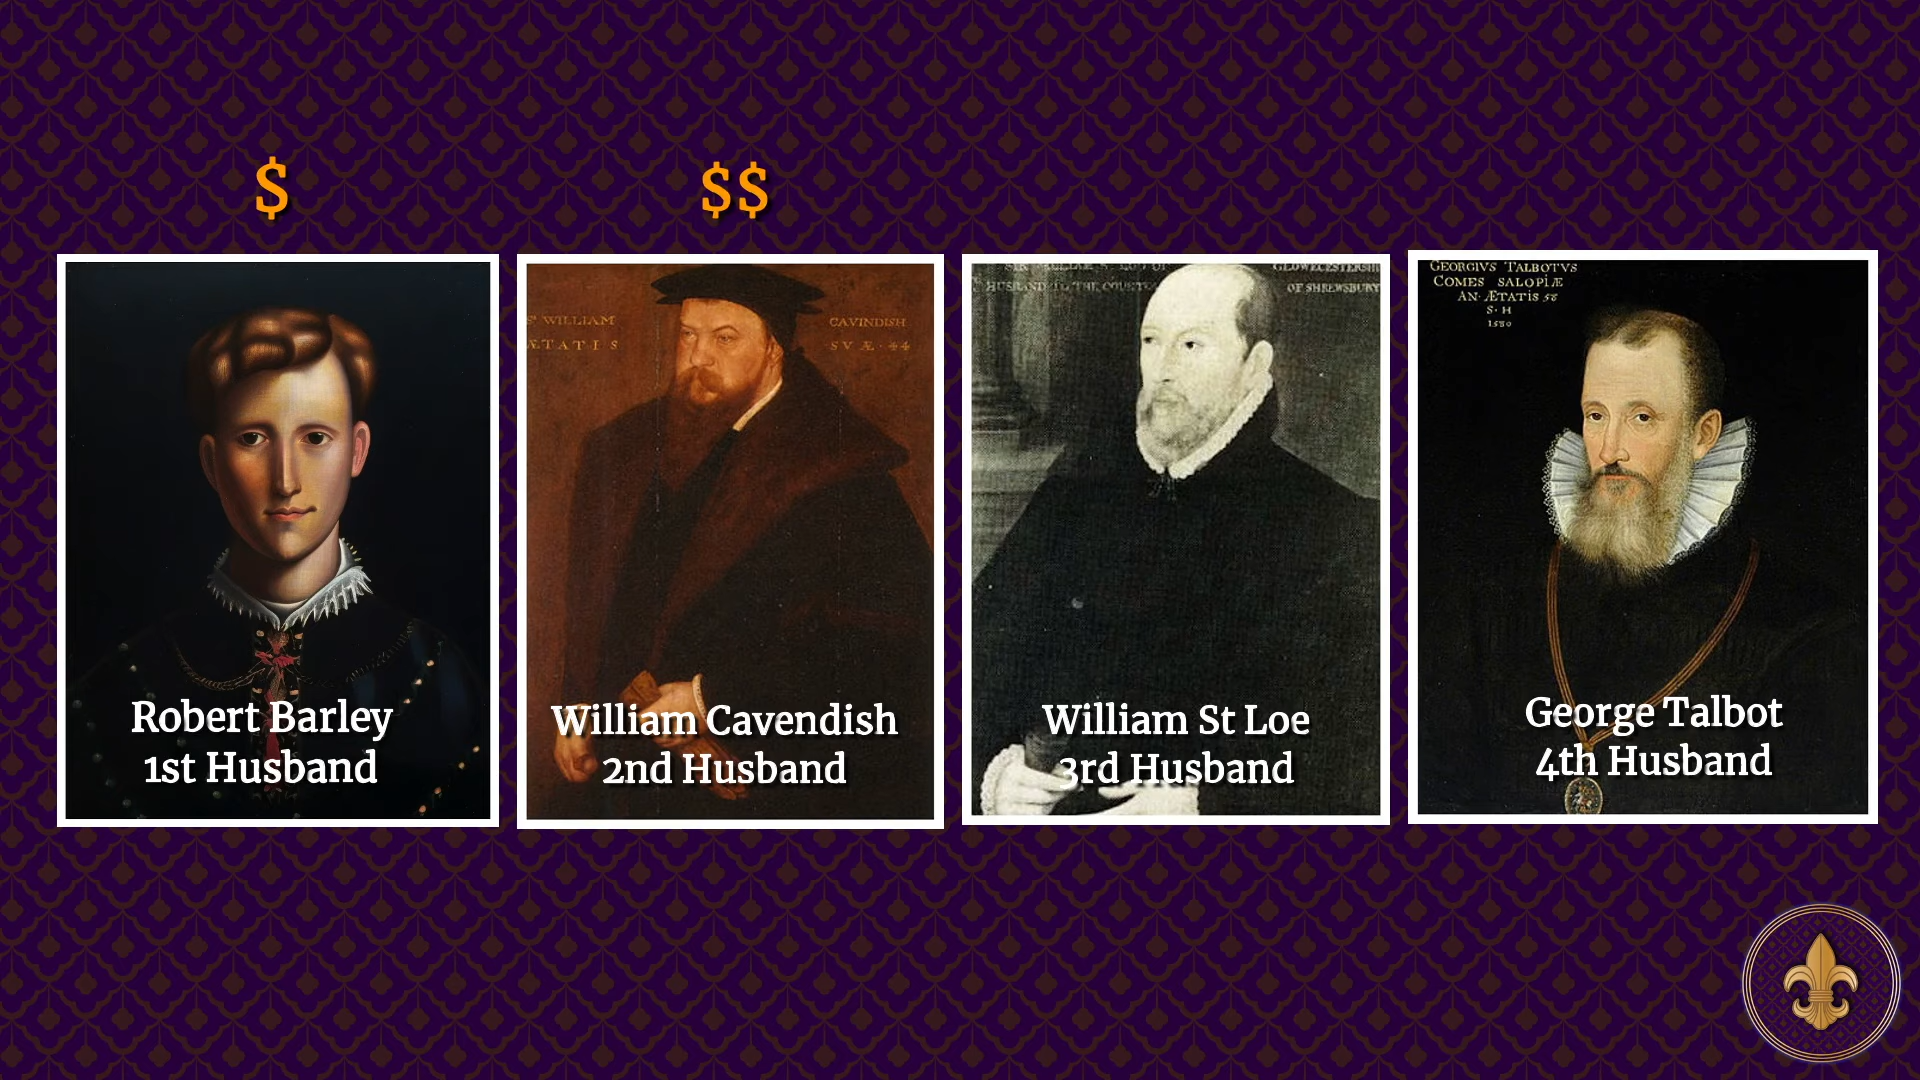 $
$$
Robert Barley
1st Husband
Sʳ WILLIAM
CAVINDISH
ÆTATIS
SVÆ·44
William Cavendish
2nd Husband
OF SHREWSBURY
William St Loe
3rd Husband
GEORGIVS TALBOTVS
COMES SALOPIÆ
AN· ÆTATIS 58
S·H
1580
George Talbot
4th Husband